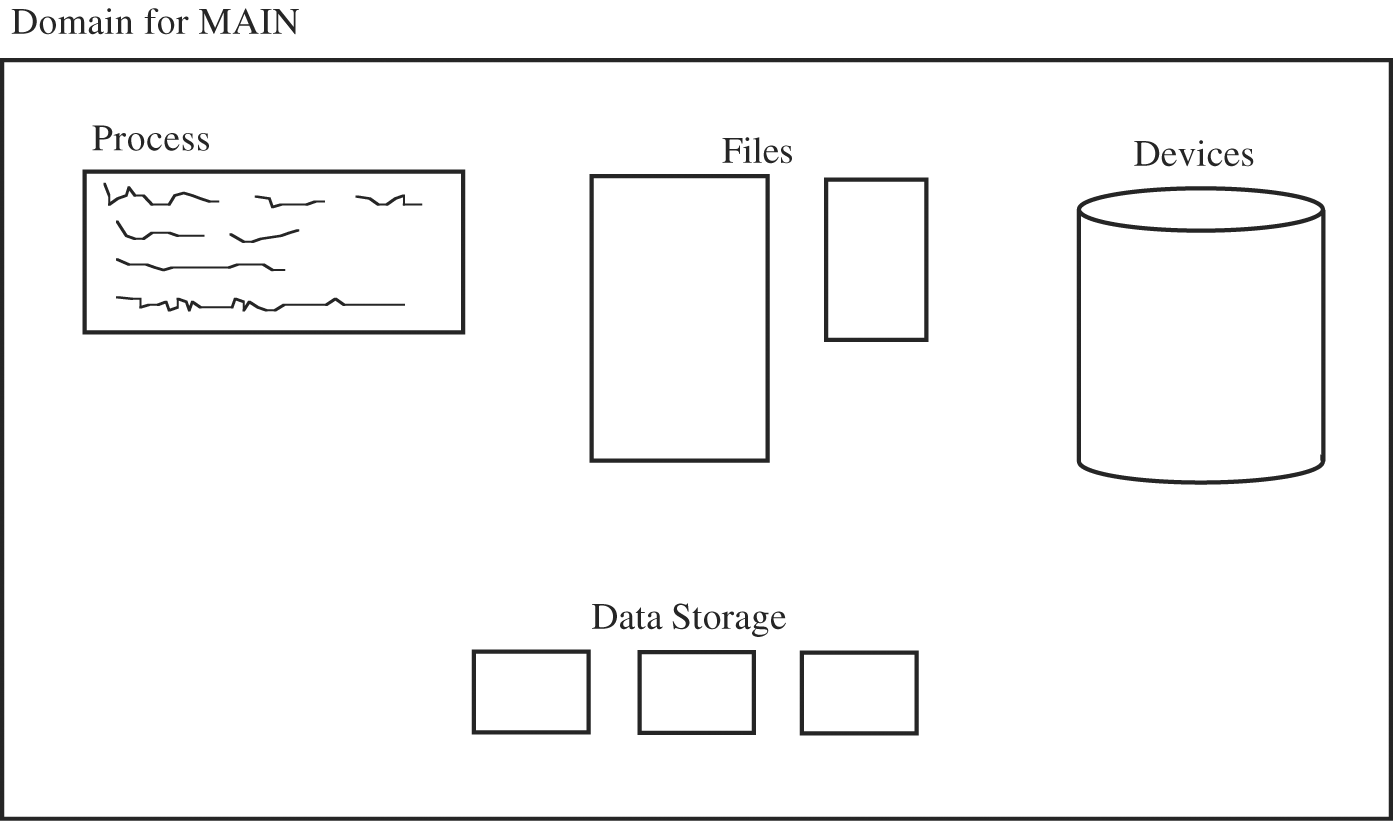 Domain for MAIN
Process
Files
Devices
Data Storage